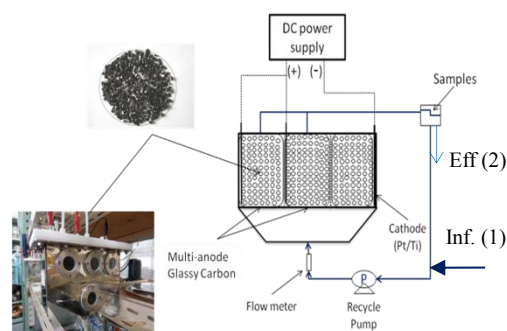 DC power
supply
(+) (-)
Samples
Eff (2)
Cathode
(Pt/Ti)
Inf. (1)
Multi-anode
Glassy Carbon
Flow meter
P
Recycle
Pump